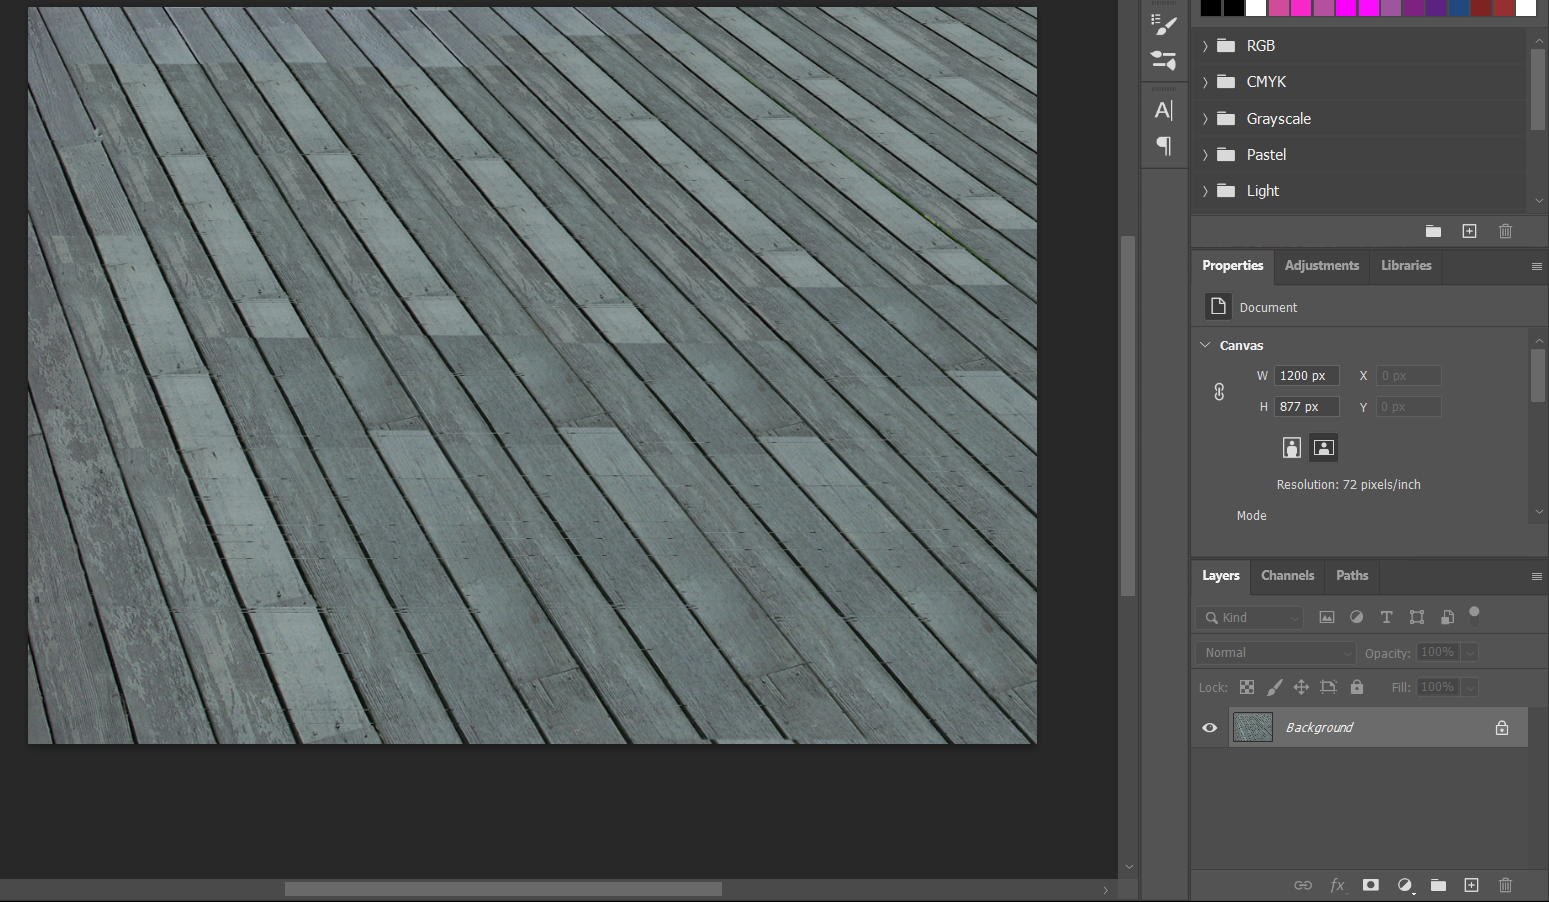 RGB
CMYK
Grayscale
Pastel
Light
Properties Adjustments Libraries
Document
Canvas
W 1200 px X 0 px
H 877 px Y 0 px
Resolution: 72 pixels/inch
Mode
Layers Channels Paths
Kind
Normal Opacity: 100%
Lock: Fill: 100%
Background
fx